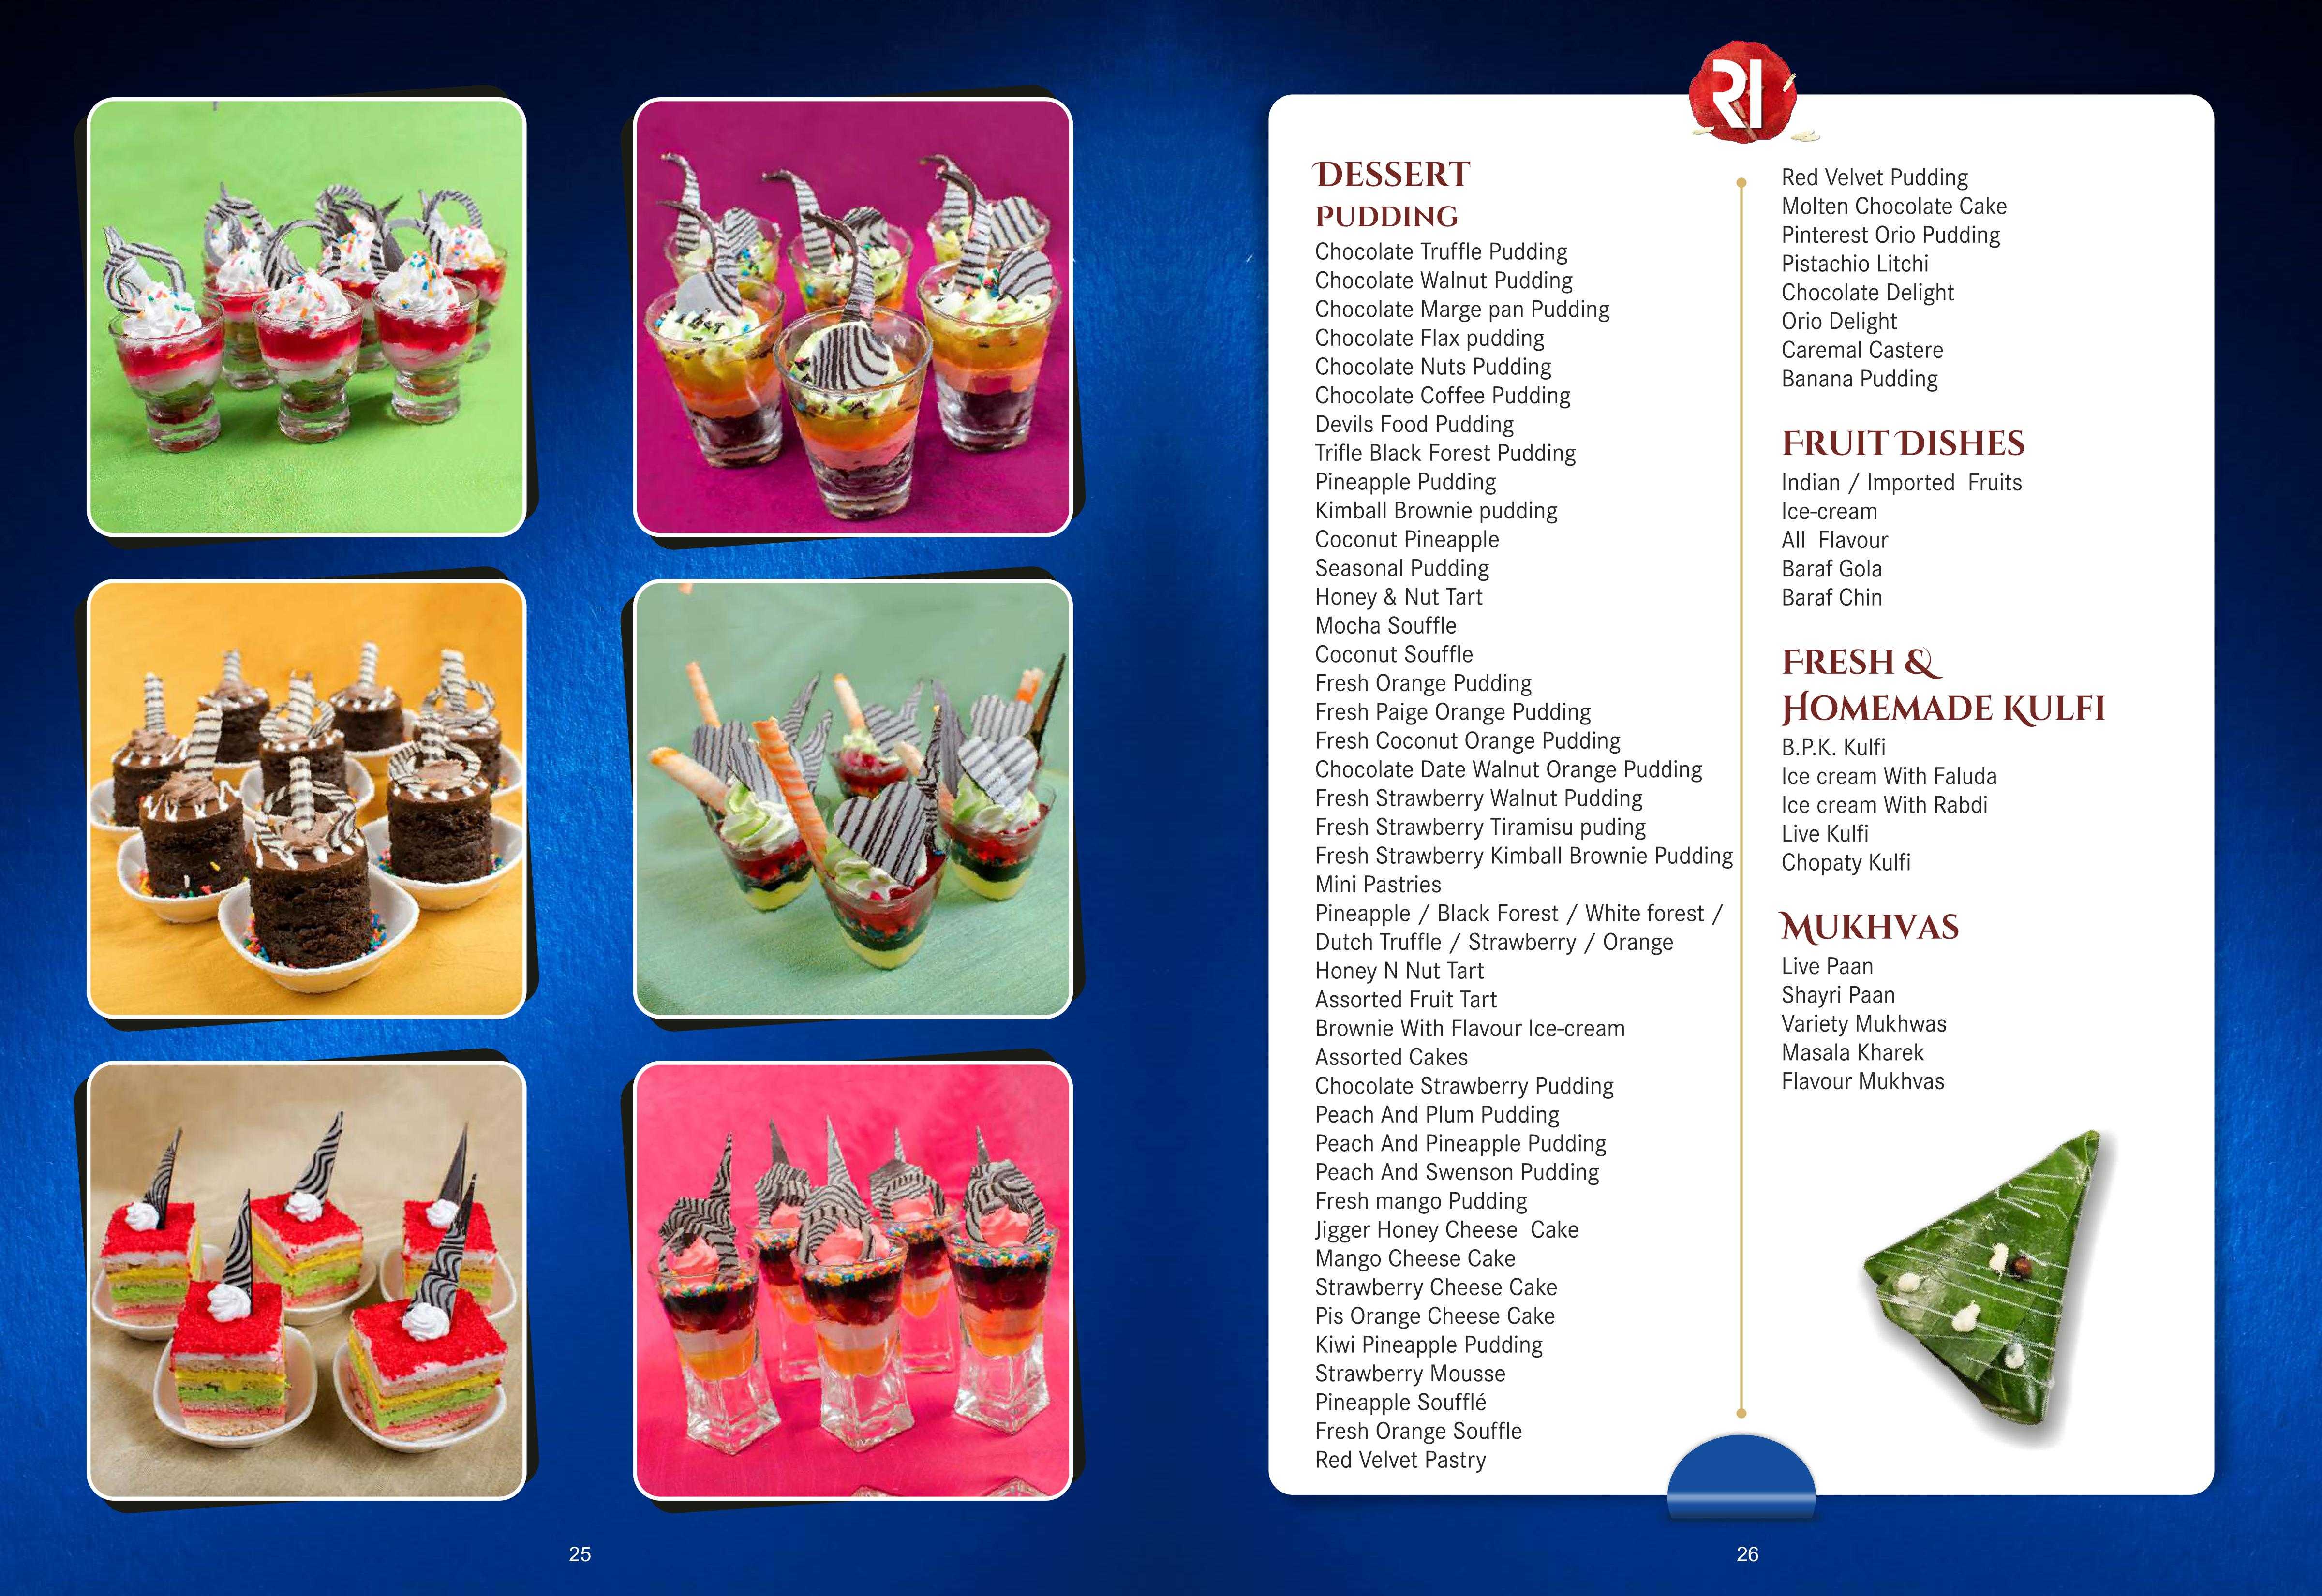 RI
DESSERT
PUDDING
Chocolate Truffle Pudding
Chocolate Walnut Pudding
Chocolate Marge pan Pudding
Chocolate Flax pudding
Chocolate Nuts Pudding
Chocolate Coffee Pudding
Devils Food Pudding
Trifle Black Forest Pudding
Pineapple Pudding
Kimball Brownie pudding
Coconut Pineapple
Seasonal Pudding
Honey & Nut Tart
Mocha Souffle
Coconut Souffle
Fresh Orange Pudding
Fresh Paige Orange Pudding
Fresh Coconut Orange Pudding
Chocolate Date Walnut Orange Pudding
Fresh Strawberry Walnut Pudding
Fresh Strawberry Tiramisu puding
Fresh Strawberry Kimball Brownie Pudding
Mini Pastries
Pineapple / Black Forest / White forest /
Dutch Truffle / Strawberry / Orange
Honey N Nut Tart
Assorted Fruit Tart
Brownie With Flavour Ice-cream
Assorted Cakes
Chocolate Strawberry Pudding
Peach And Plum Pudding
Peach And Pineapple Pudding
Peach And Swenson Pudding
Fresh mango Pudding
Jigger Honey Cheese Cake
Mango Cheese Cake
Strawberry Cheese Cake
Pis Orange Cheese Cake
Kiwi Pineapple Pudding
Strawberry Mousse
Pineapple Soufflé
Fresh Orange Souffle
Red Velvet Pastry
Red Velvet Pudding
Molten Chocolate Cake
Pinterest Orio Pudding
Pistachio Litchi
Chocolate Delight
Orio Delight
Caremal Castere
Banana Pudding
FRUIT DISHES
Indian / Imported Fruits
Ice-cream
All Flavour
Baraf Gola
Baraf Chin
FRESH &
HOMEMADE KULFI
B.P.K. Kulfi
Ice cream With Faluda
Ice cream With Rabdi
Live Kulfi
Chopaty Kulfi
MUKHVAS
Live Paan
Shayri Paan
Variety Mukhwas
Masala Kharek
Flavour Mukhvas
25
26